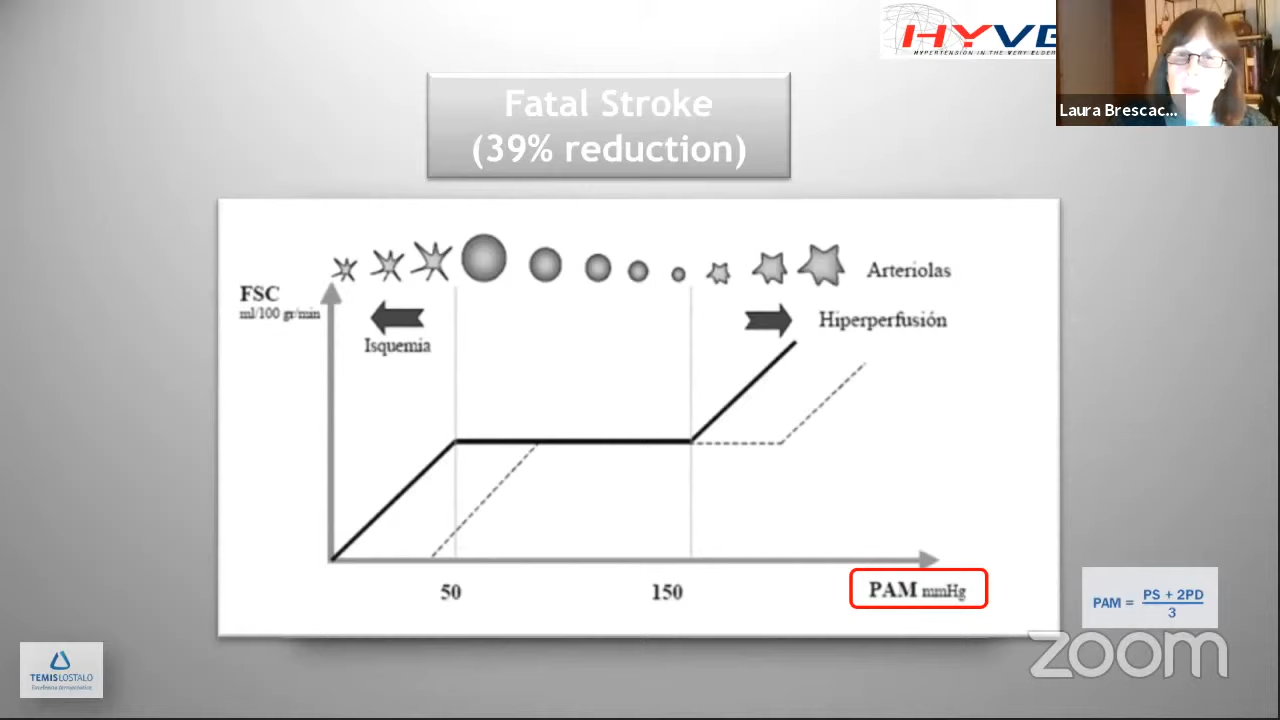 HYVE
HYPERTENSION IN THE VERY ELDER
Laura Brescac...
Fatal Stroke
(39% reduction)
Arteriolas
FSC
ml/100 gr/min
Isquemia
Hiperperfusión
50
150
PAM mmHg
PAM = PS + 2PD
3
TEMISLOSTALO
zoom